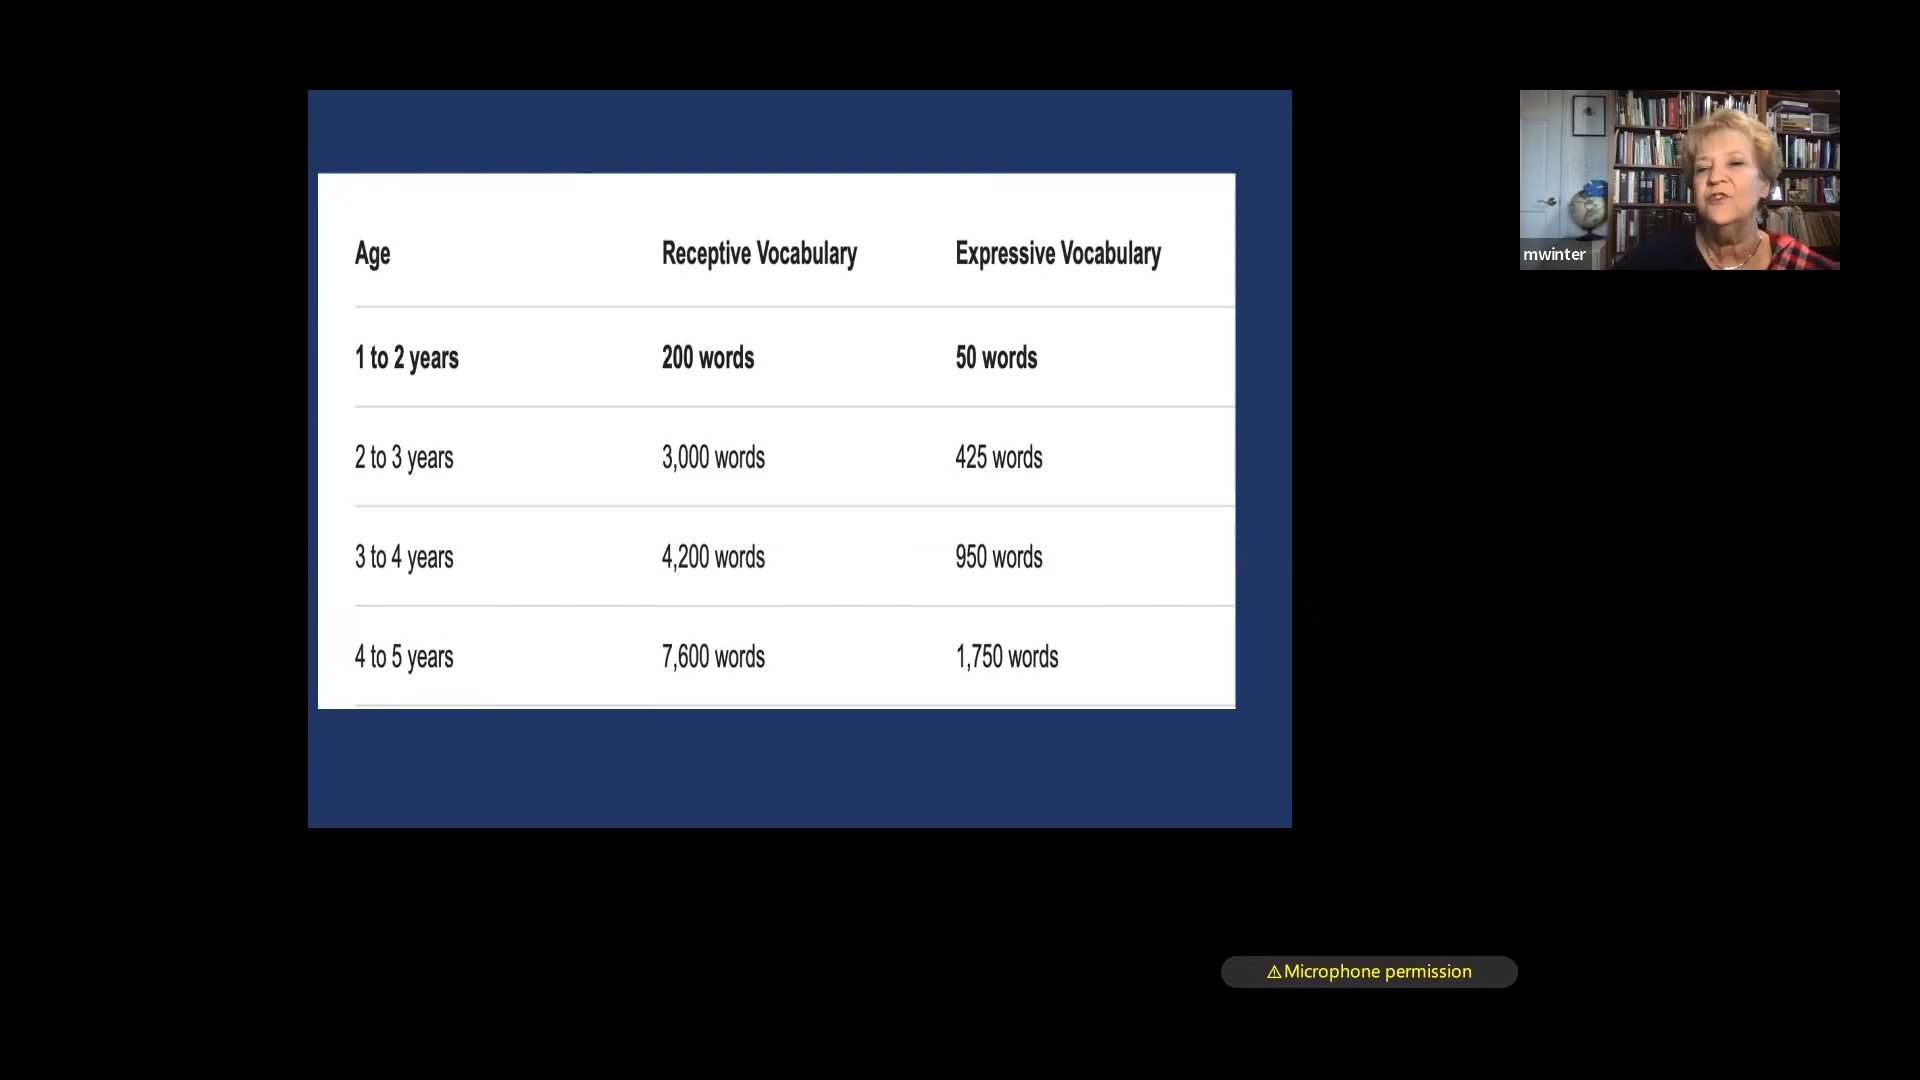 Age Receptive Vocabulary Expressive Vocabulary
1 to 2 years 200 words 50 words
2 to 3 years 3,000 words 425 words
3 to 4 years 4,200 words 950 words
4 to 5 years 7,600 words 1,750 words
mwinter
⚠Microphone permission